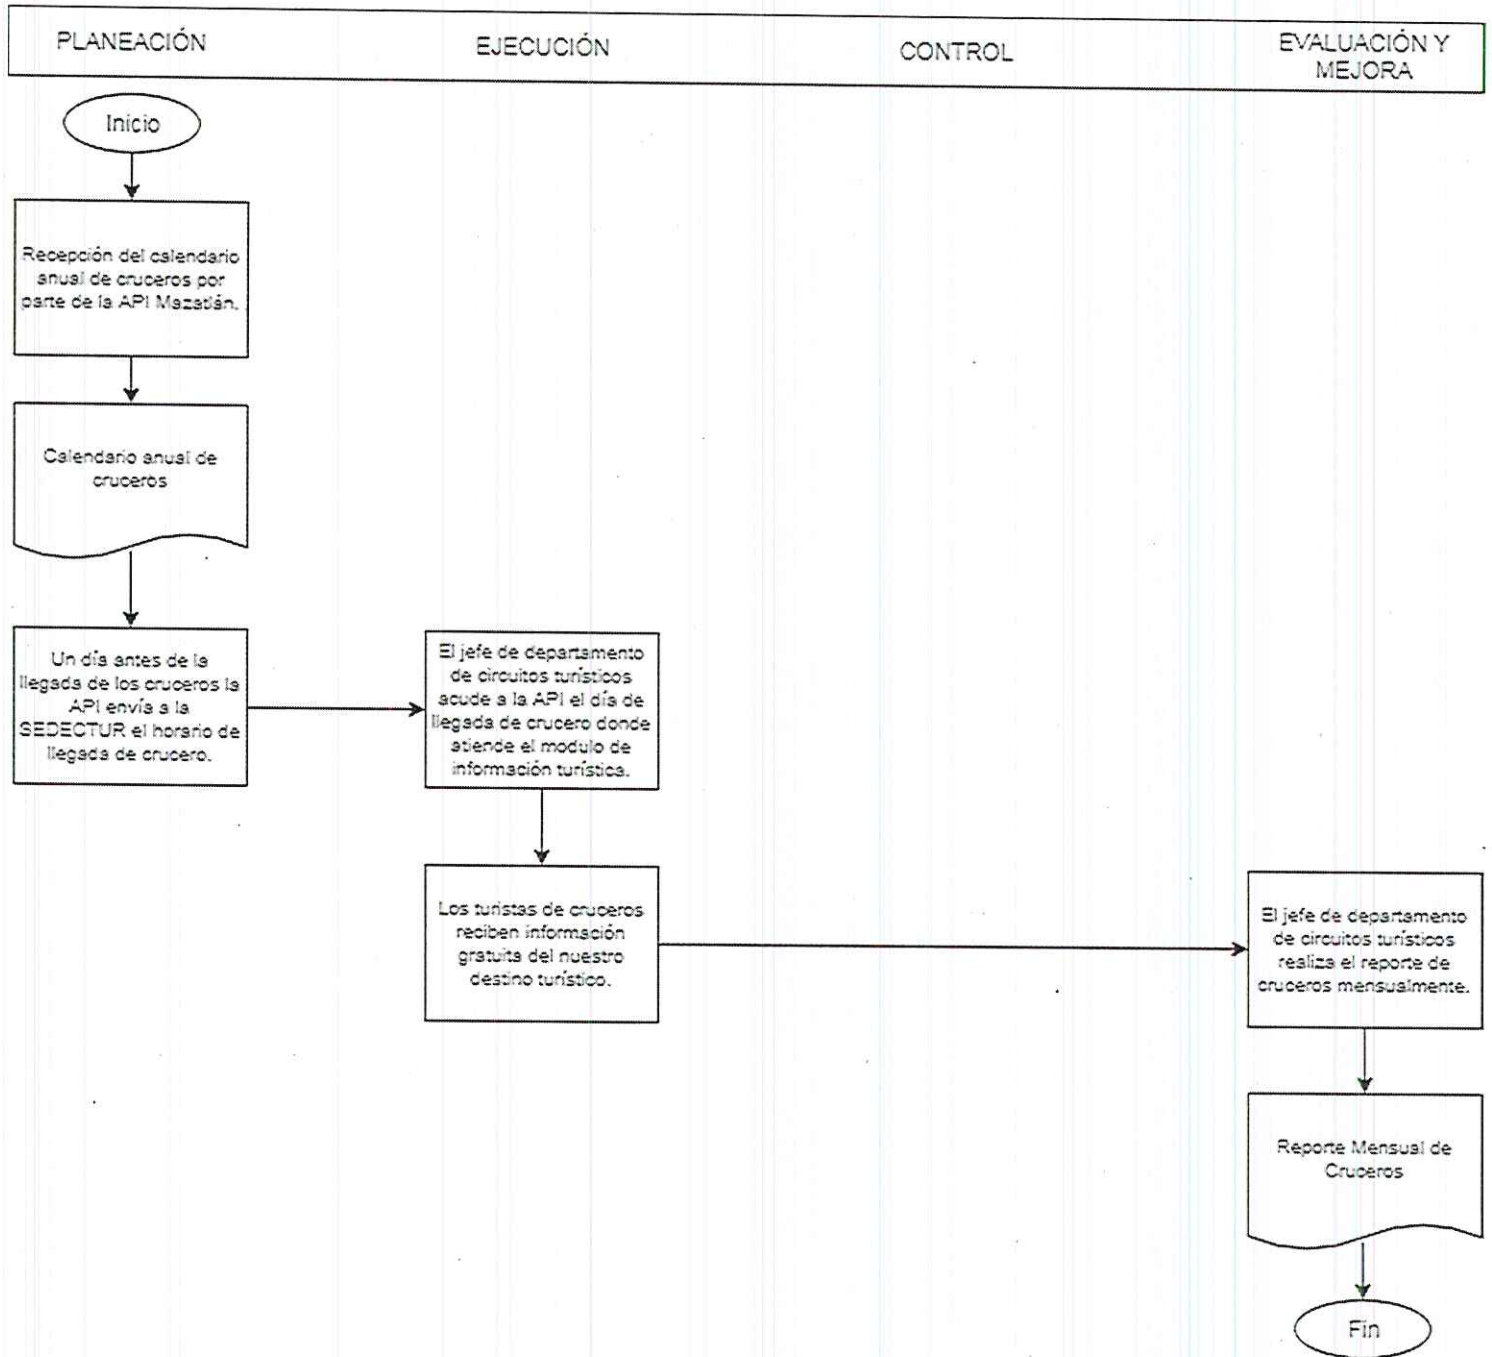 PLANEACIÓN
EJECUCIÓN
CONTROL
EVALUACIÓN Y
MEJORA
Inicio
Recepción del calendario
anual de cruceros por
parte de la API Mazatlán.
Calendario anual de
cruceros
Un día antes de la
llegada de los cruceros la
API envía a la
SEDECTUR el horario de
llegada de crucero.
El jefe de departamento
de circuitos turísticos
acude a la API el día de
llegada de crucero donde
atiende el modulo de
información turística.
Los turistas de cruceros
reciben información
gratuita del nuestro
destino turístico.
El jefe de departamento
de circuitos turísticos
realiza el reporte de
cruceros mensualmente.
Reporte Mensual de
Cruceros
Fin